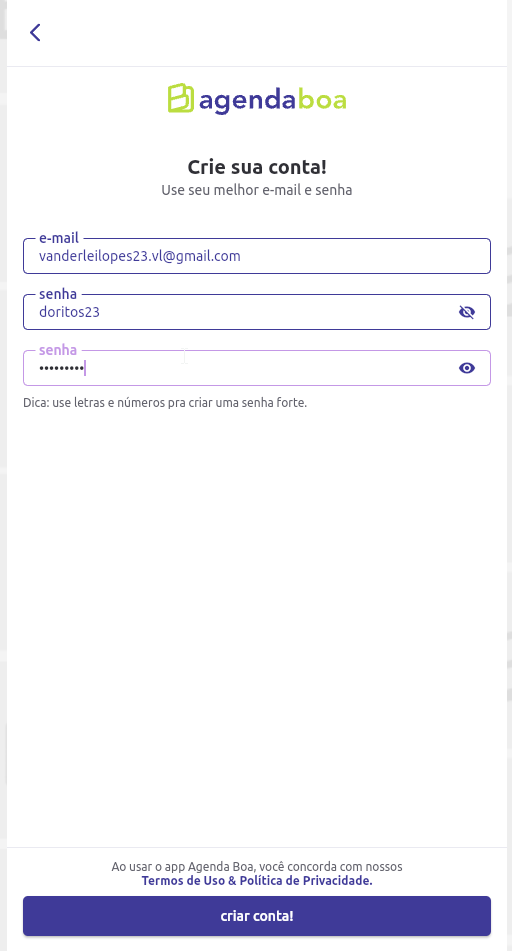 agendaboa
Crie sua conta!
Use seu melhor e-mail e senha
e-mail
vanderleilopes23.vl@gmail.com
senha
doritos23
senha
•••••••••
Dica: use letras e números pra criar uma senha forte.
Ao usar o app Agenda Boa, você concorda com nossos
Termos de Uso & Política de Privacidade.
criar conta!